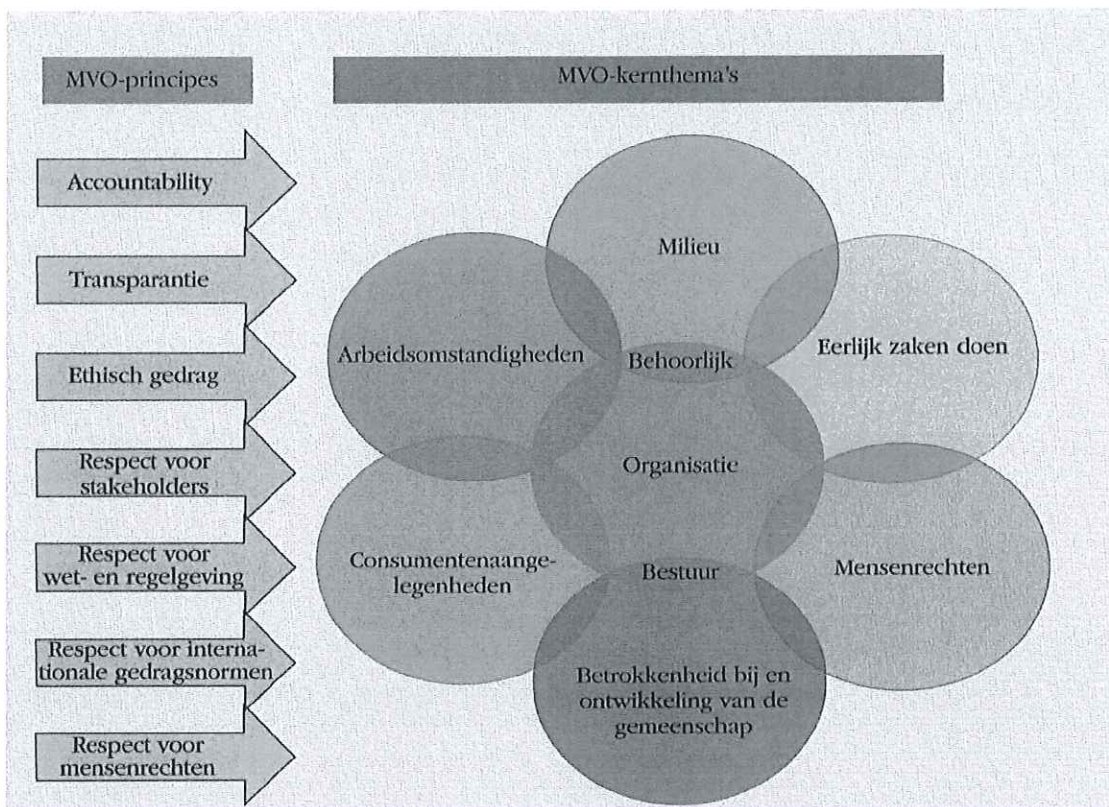 MVO-principes
MVO-kernthema's
Accountability
Transparantie
Ethisch gedrag
Respect voor
stakeholders
Respect voor
wet- en regelgeving
Respect voor interna-
tionale gedragsnormen
Respect voor
mensenrechten
Milieu
Arbeidsomstandigheden
Behoorlijk
Eerlijk zaken doen
Organisatie
Consumentenaange-
legenheden
Bestuur
Mensenrechten
Betrokkenheid bij en
ontwikkeling van de
gemeenschap